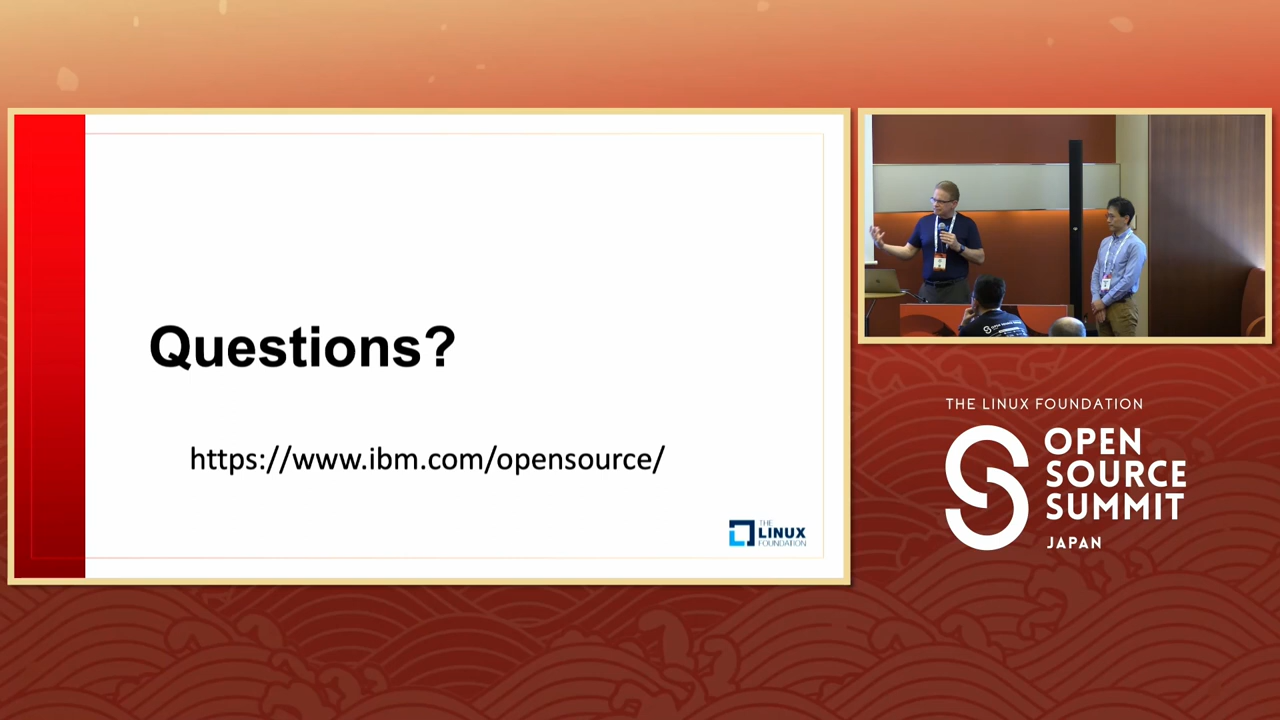 Questions?
https://www.ibm.com/opensource/
THE
LINUX
FOUNDATION
THE LINUX FOUNDATION
OPEN
SOURCE
SUMMIT
JAPAN